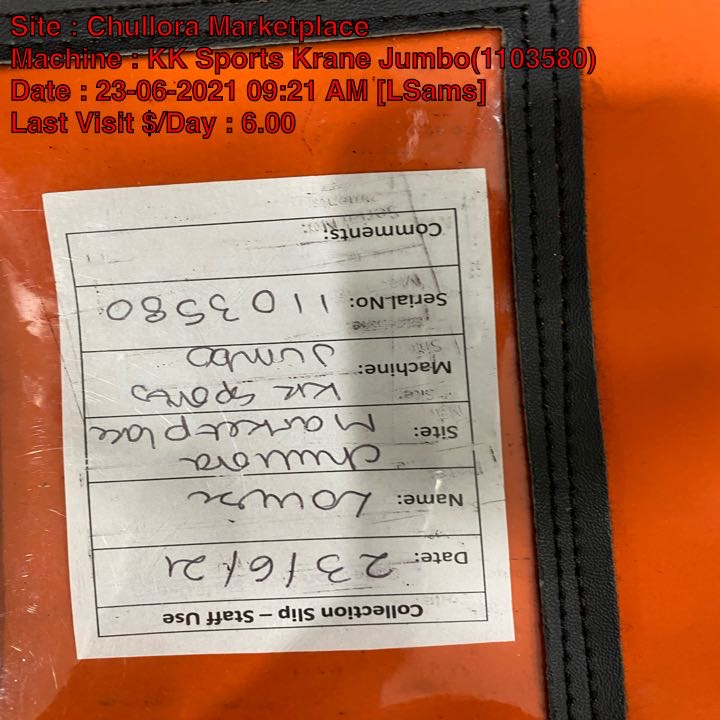 Site : Chullora Marketplace
Machine : KK Sports Krane Jumbo(1103580)
Date : 23-06-2021 09:21 AM [LSams]
Last Visit $/Day : 6.00
Collection Slip – Staff Use
Date: 23/6/21
Name: Louise
Site: Chullora
Marketplace
Machine: KK Sports
Jumbo
Serial No: 1103580
Comments: